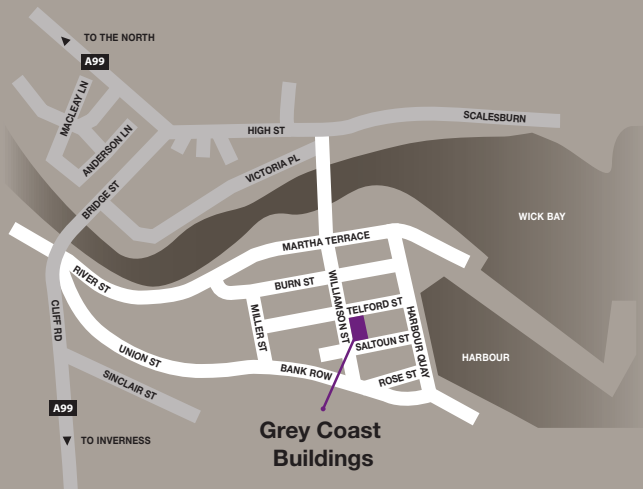 TO THE NORTH
A99
MACLEAY LN
ANDERSON LN
HIGH ST
SCALESBURN
VICTORIA PL
BRIDGE ST
WICK BAY
MARTHA TERRACE
RIVER ST
BURN ST
WILLIAMSON ST
TELFORD ST
MILLER ST
HARBOUR QUAY
SALTOUN ST
CLIFF RD
UNION ST
BANK ROW
HARBOUR
ROSE ST
SINCLAIR ST
A99
TO INVERNESS
Grey Coast
Buildings